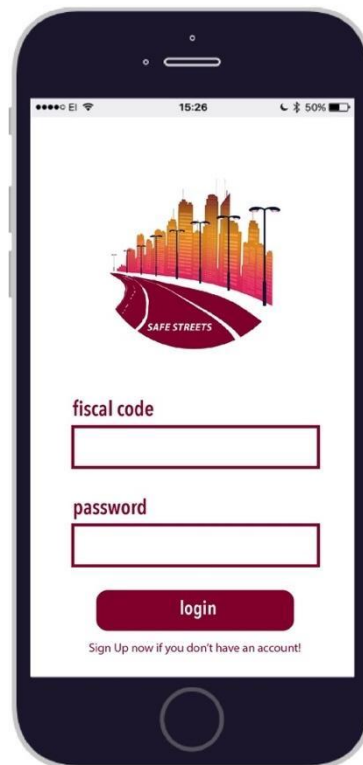 ●●●●○ EI 15:26 50%
SAFE STREETS
fiscal code
password
login
Sign Up now if you don't have an account!